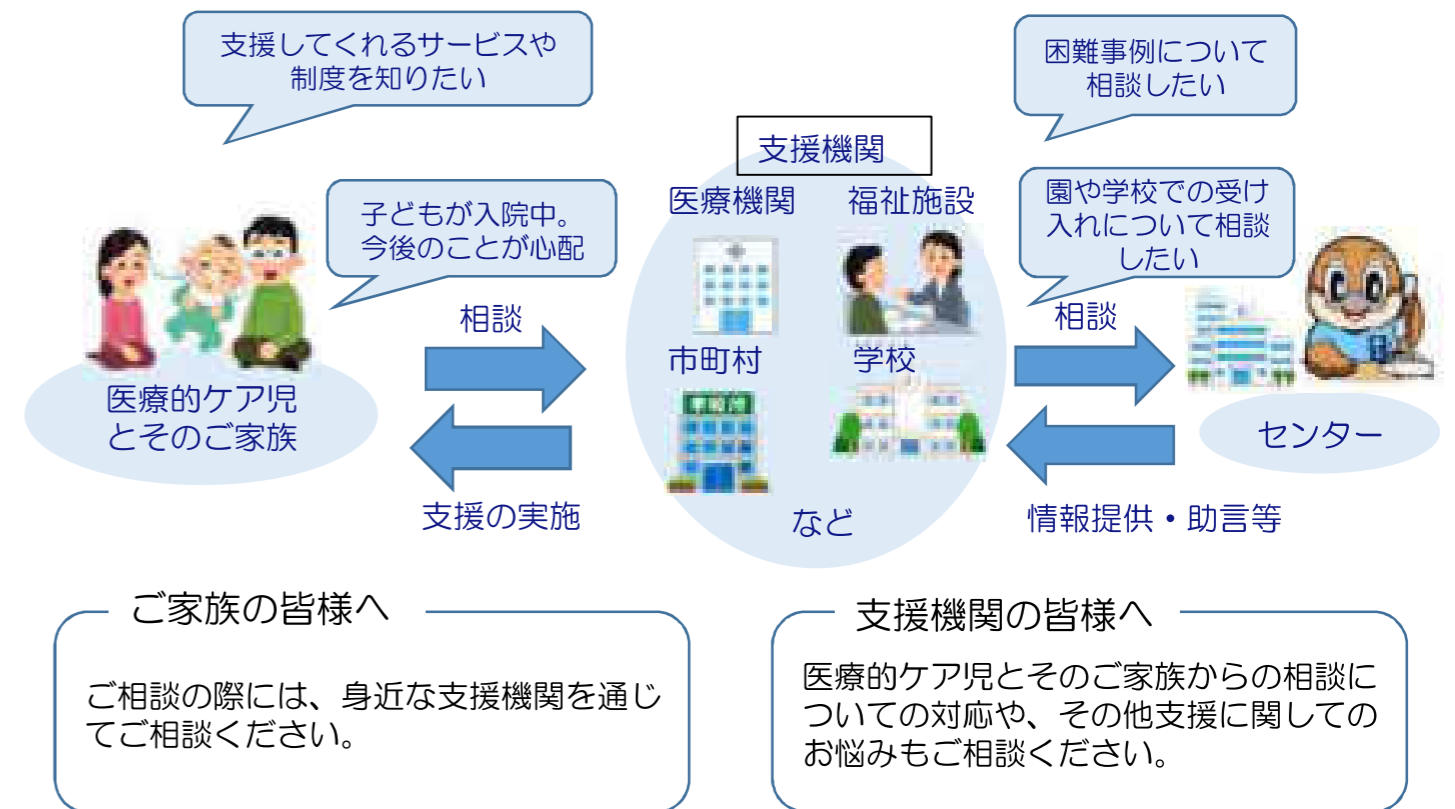 支援してくれるサービスや
制度を知りたい
困難事例について
相談したい
支援機関
医療機関
福祉施設
子どもが入院中。
今後のことが心配
園や学校での受け
入れについて相談
したい
相談
相談
市町村
学校
医療的ケア児
とそのご家族
センター
支援の実施
など
情報提供・助言等
ご家族の皆様へ
ご相談の際には、身近な支援機関を通じ
てご相談ください。
支援機関の皆様へ
医療的ケア児とそのご家族からの相談に
ついての対応や、その他支援に関しての
お悩みもご相談ください。